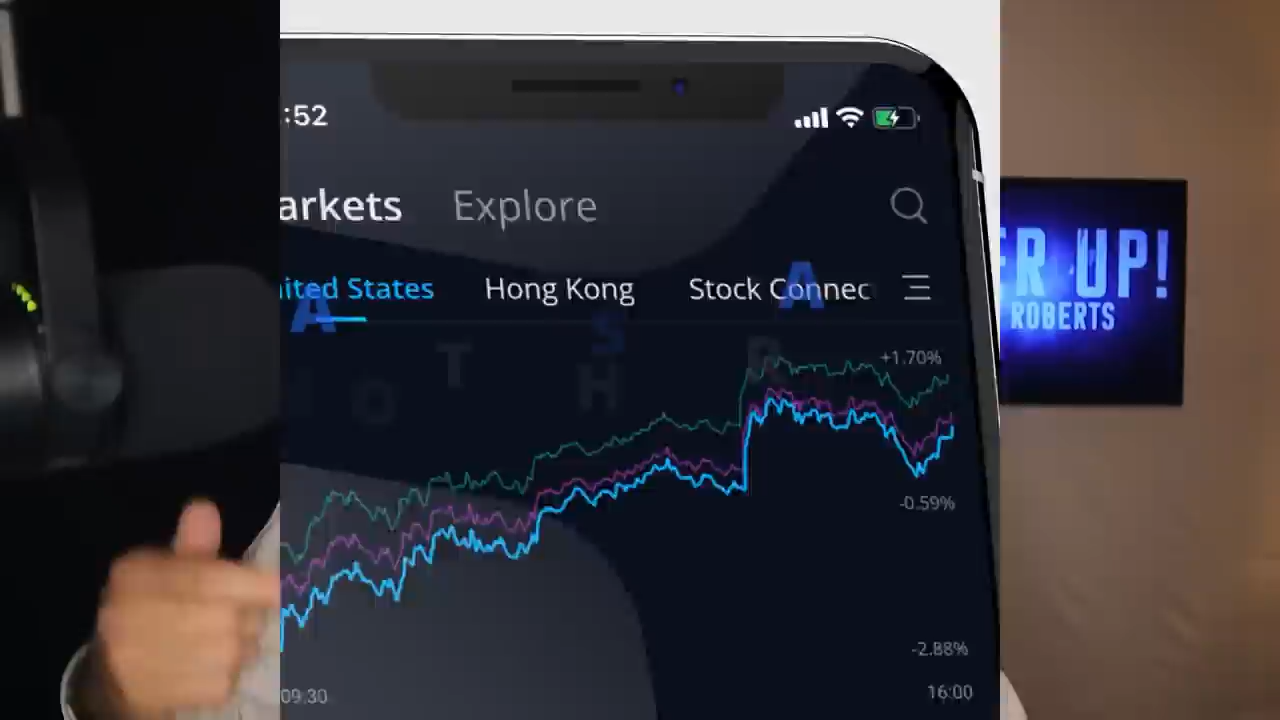 :52
arkets Explore
ited States Hong Kong Stock Connec
A
A
S
T
R
H
O
+1.70%
-0.59%
-2.88%
09:30
16:00
ER UP!
ROBERTS